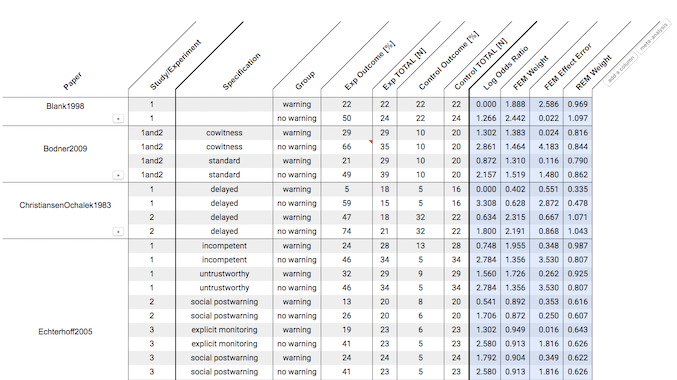 Paper Study/Experiment Specification Group Exp Outcome [%] Exp TOTAL [N] Control Outcome [%] Control TOTAL [N] Log Odds Ratio FEM Weight FEM Effect Error REM Weight add a column meta-analysis
Blank1998 1 warning 22 22 22 22 0.000 1.888 2.586 0.969
+ 1 no warning 50 24 22 24 1.266 2.442 0.022 1.097
1and2 cowitness warning 29 29 10 20 1.302 1.383 0.024 0.816
Bodner2009 1and2 cowitness no warning 66 35 10 20 2.861 1.464 4.183 0.844
1and2 standard warning 21 29 10 20 0.872 1.310 0.116 0.790
+ 1and2 standard no warning 49 39 10 20 2.157 1.519 1.480 0.862
1 delayed warning 5 18 5 16 0.000 0.402 0.551 0.335
ChristiansenOchalek1983 1 delayed no warning 59 15 5 16 3.308 0.628 2.872 0.478
2 delayed warning 47 18 32 22 0.634 2.315 0.667 1.071
+ 2 delayed no warning 74 21 32 22 1.800 2.191 0.868 1.043
1 incompetent warning 24 28 13 28 0.748 1.955 0.348 0.987
1 incompetent no warning 46 34 5 34 2.784 1.356 3.530 0.807
1 untrustworthy warning 32 29 9 29 1.560 1.726 0.262 0.925
1 untrustworthy no warning 46 34 5 34 2.784 1.356 3.530 0.807
2 social postwarning warning 13 20 8 20 0.541 0.892 0.353 0.616
2 social postwarning no warning 26 20 6 20 1.706 0.872 0.250 0.607
Echterhoff2005 3 explicit monitoring warning 19 23 6 23 1.302 0.949 0.016 0.643
3 explicit monitoring no warning 41 23 5 23 2.580 0.913 1.816 0.626
3 social postwarning warning 24 24 5 24 1.792 0.904 0.349 0.622
3 social postwarning no warning 41 23 5 23 2.580 0.913 1.816 0.626